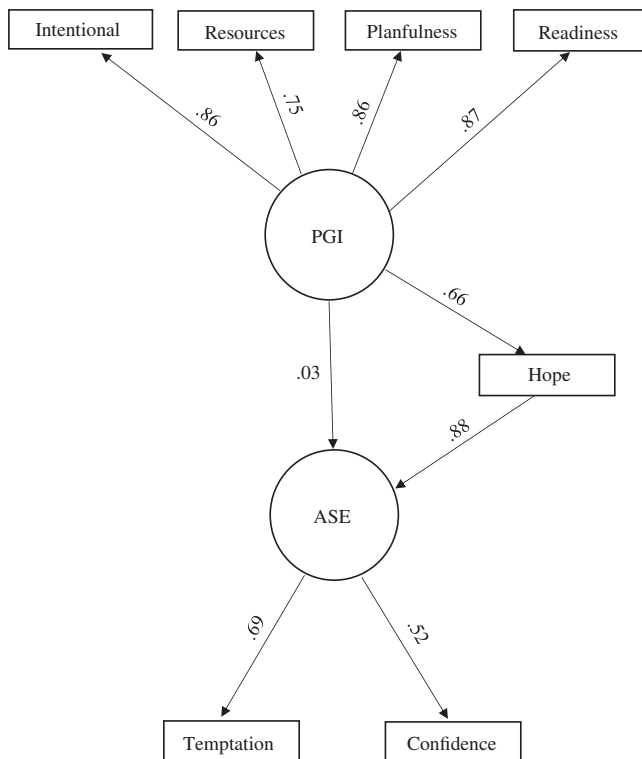 Intentional
Resources
Planfulness
Readiness
.86
.75
.86
.87
PGI
.66
.03
Hope
.88
ASE
.69
.52
Temptation
Confidence